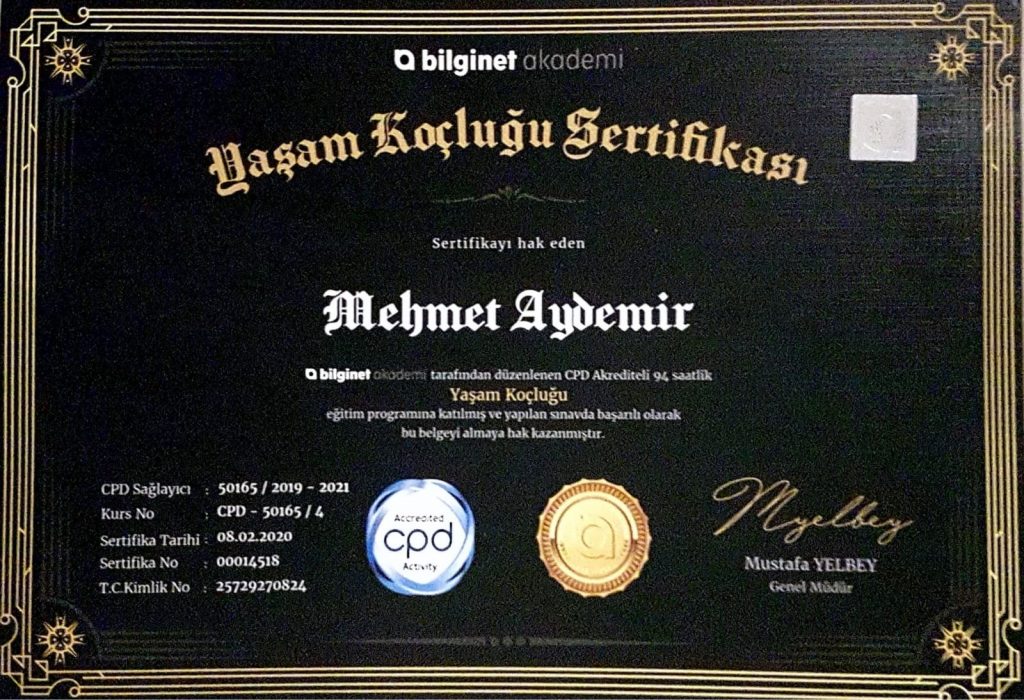 bilginet akademi
Yaşam Koçluğu Sertifikası
Sertifikayı hak eden
Mehmet Aydemir
bilginet akademi tarafından düzenlenen CPD Akrediteli 94 saatlik
Yaşam Koçluğu
eğitim programına katılmış ve yapılan sınavda başarılı olarak
bu belgeyi almaya hak kazanmıştır.
CPD Sağlayıcı : 50165 / 2019 - 2021
Kurs No : CPD - 50165 / 4
Sertifika Tarihi : 08.02.2020
Sertifika No : 00014518
T.C.Kimlik No : 25729270824
Accredited
cpd
Activity
a
Myelbey
Mustafa YELBEY
Genel Müdür